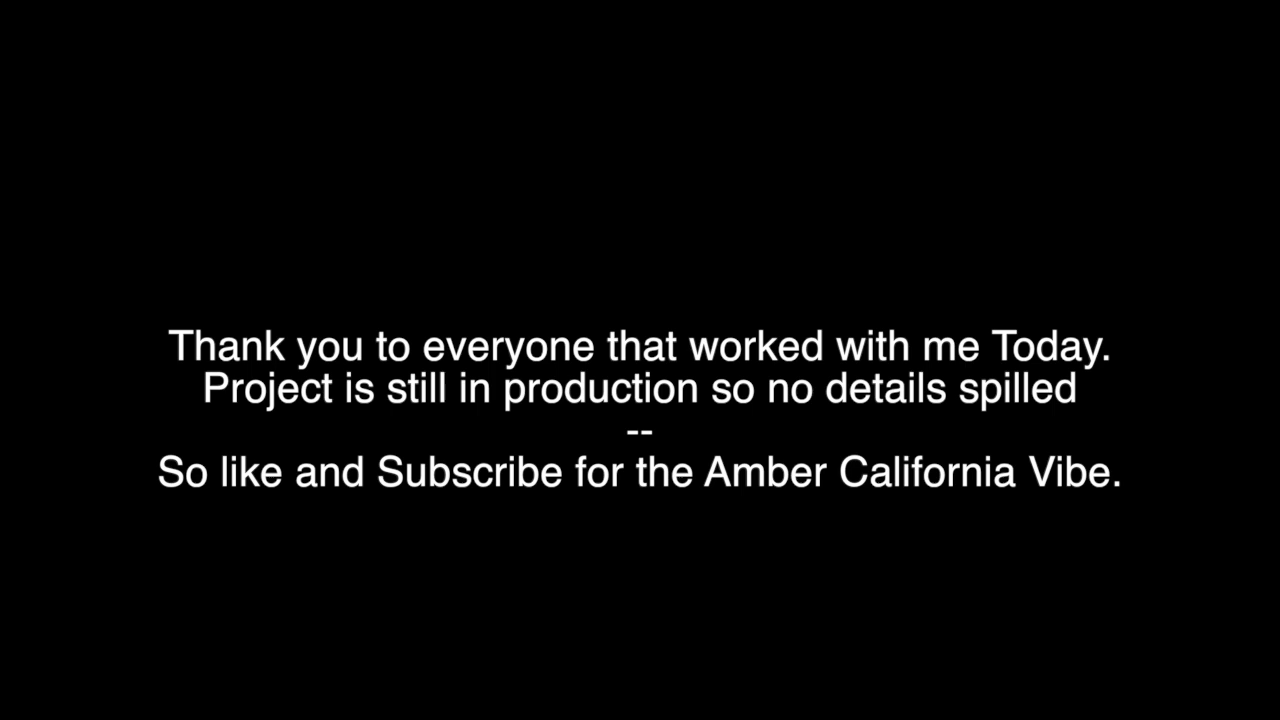 Thank you to everyone that worked with me Today.
Project is still in production so no details spilled
--
So like and Subscribe for the Amber California Vibe.